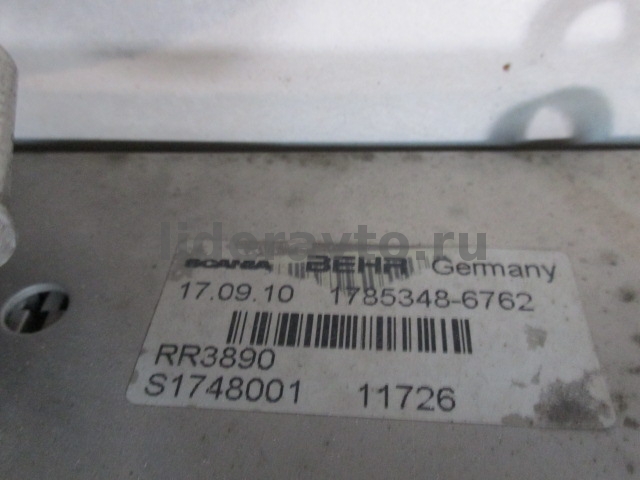 lideravto.ru
SCANIA BEHR Germany
17.09.10 1785348-6762
RR3890
S1748001 11726